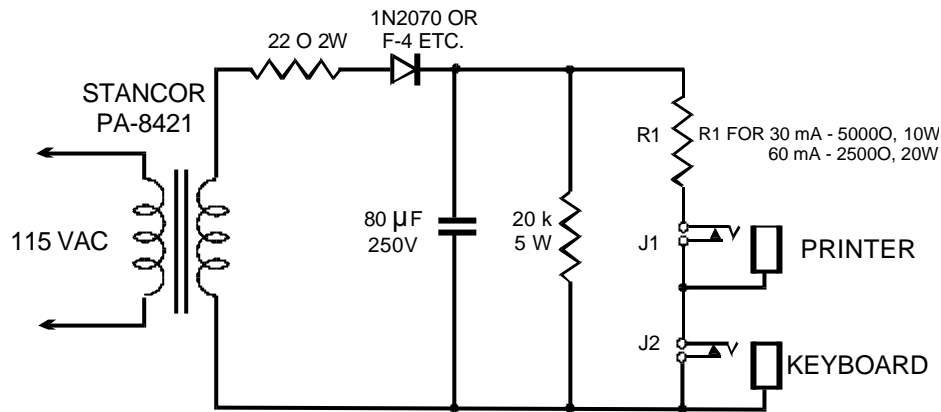 1N2070 OR
F-4 ETC.
22 O 2W
STANCOR
PA-8421
R1
R1 FOR 30 mA - 5000O, 10W
60 mA - 2500O, 20W
80 µF
250V
20 k
5 W
115 VAC
J1
PRINTER
J2
KEYBOARD